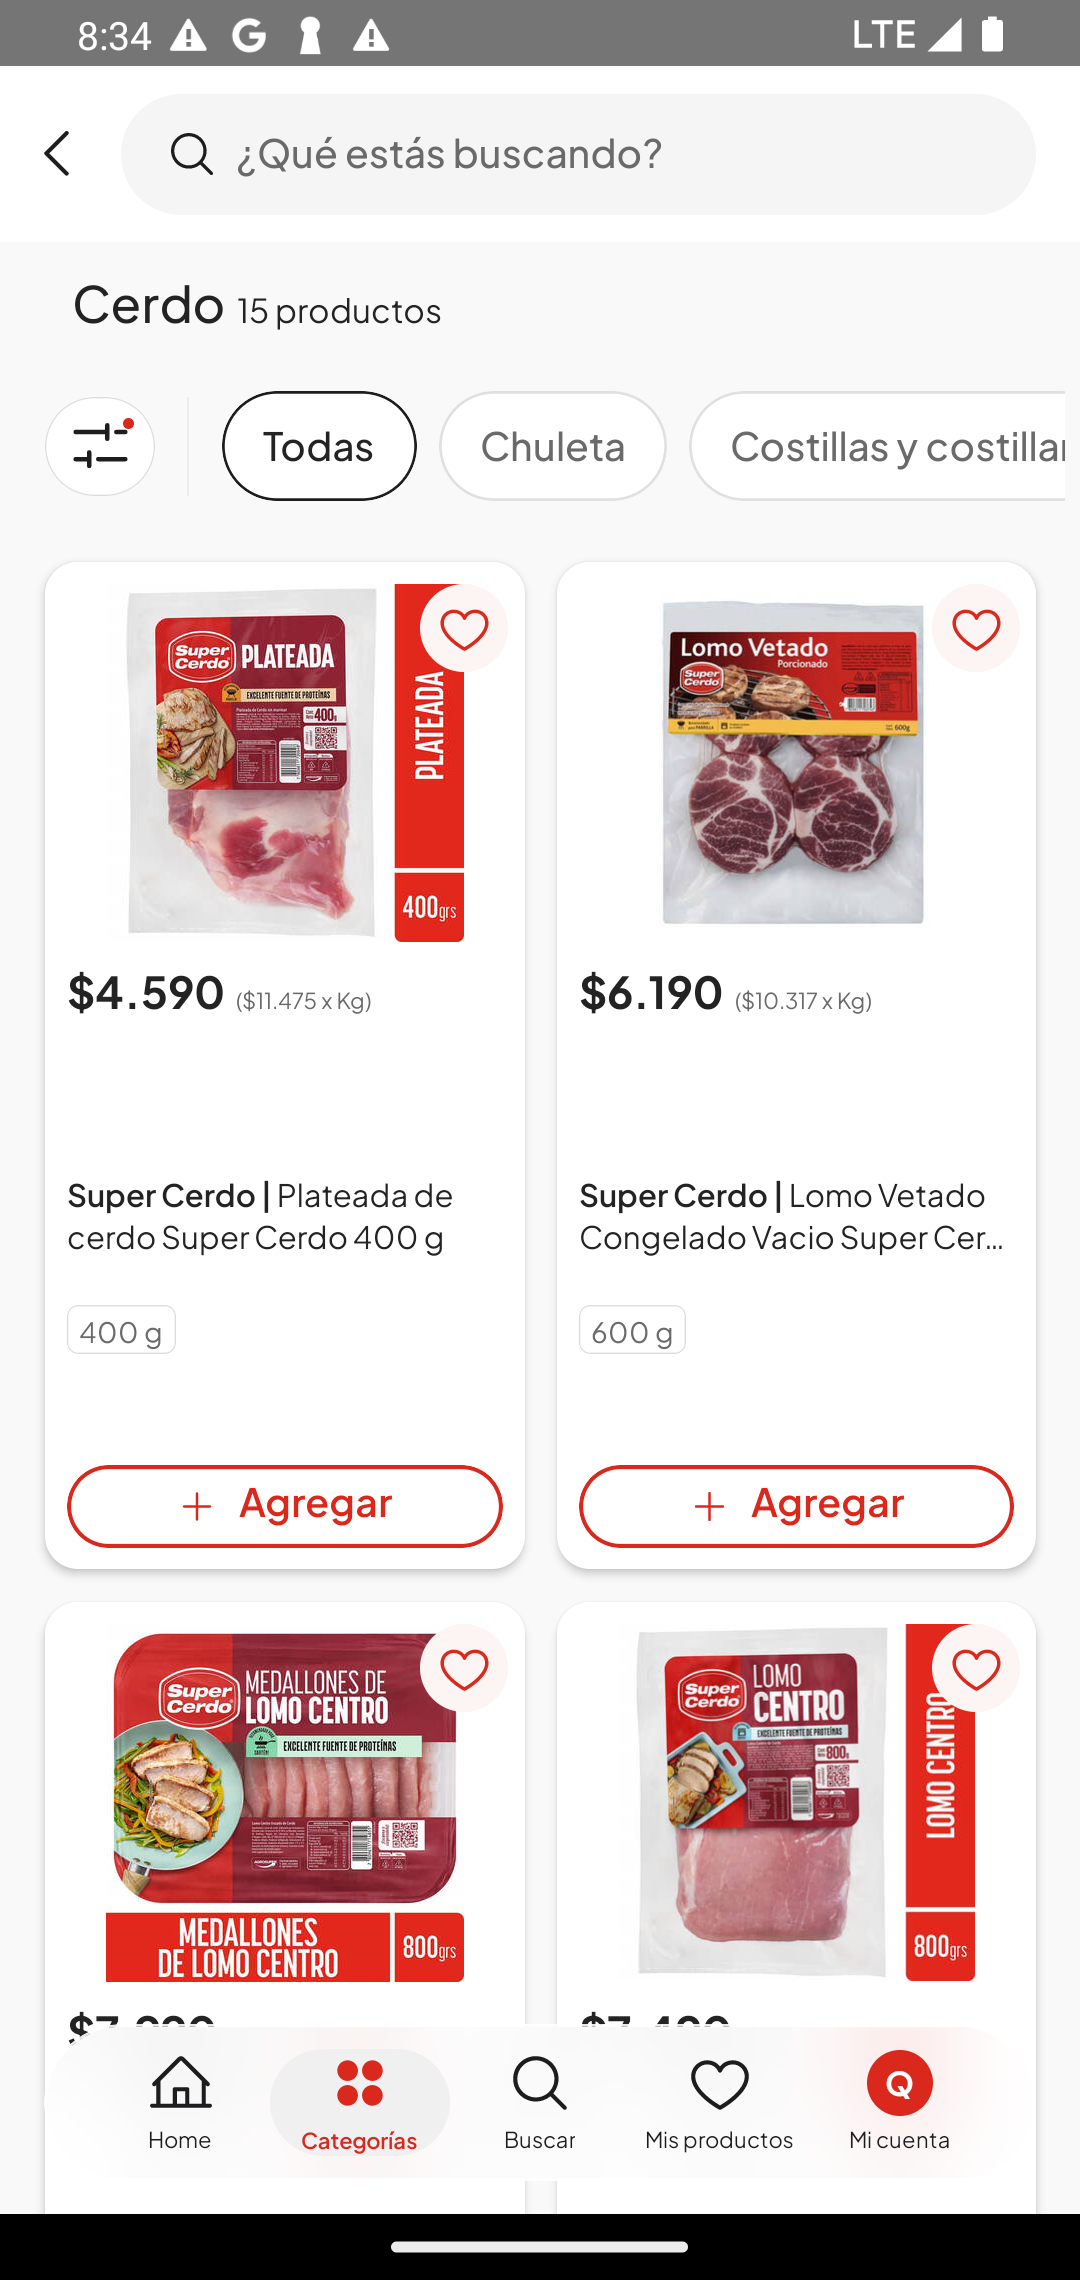 8:34
LTE
¿Qué estás buscando?
Cerdo 15 productos
Todas
Chuleta
Costillas y costillar
Super Cerdo
PLATEADA
EXCELENTE FUENTE DE PROTEÍNAS
400g
PLATEADA
400grs
Lomo Vetado
Porcionado
Super Cerdo
600g
$4.590 ($11.475 x Kg)
$6.190 ($10.317 x Kg)
Super Cerdo | Plateada de
cerdo Super Cerdo 400 g
Super Cerdo | Lomo Vetado
Congelado Vacio Super Cer...
400 g
600 g
+ Agregar
+ Agregar
Super Cerdo
MEDALLONES DE
LOMO CENTRO
EXCELENTE FUENTE DE PROTEÍNAS
MEDALLONES
DE LOMO CENTRO
800grs
Super Cerdo
LOMO
CENTRO
EXCELENTE FUENTE DE PROTEÍNAS
800g
LOMO CENTRO
800grs
Home
Categorías
Buscar
Mis productos
Q
Mi cuenta